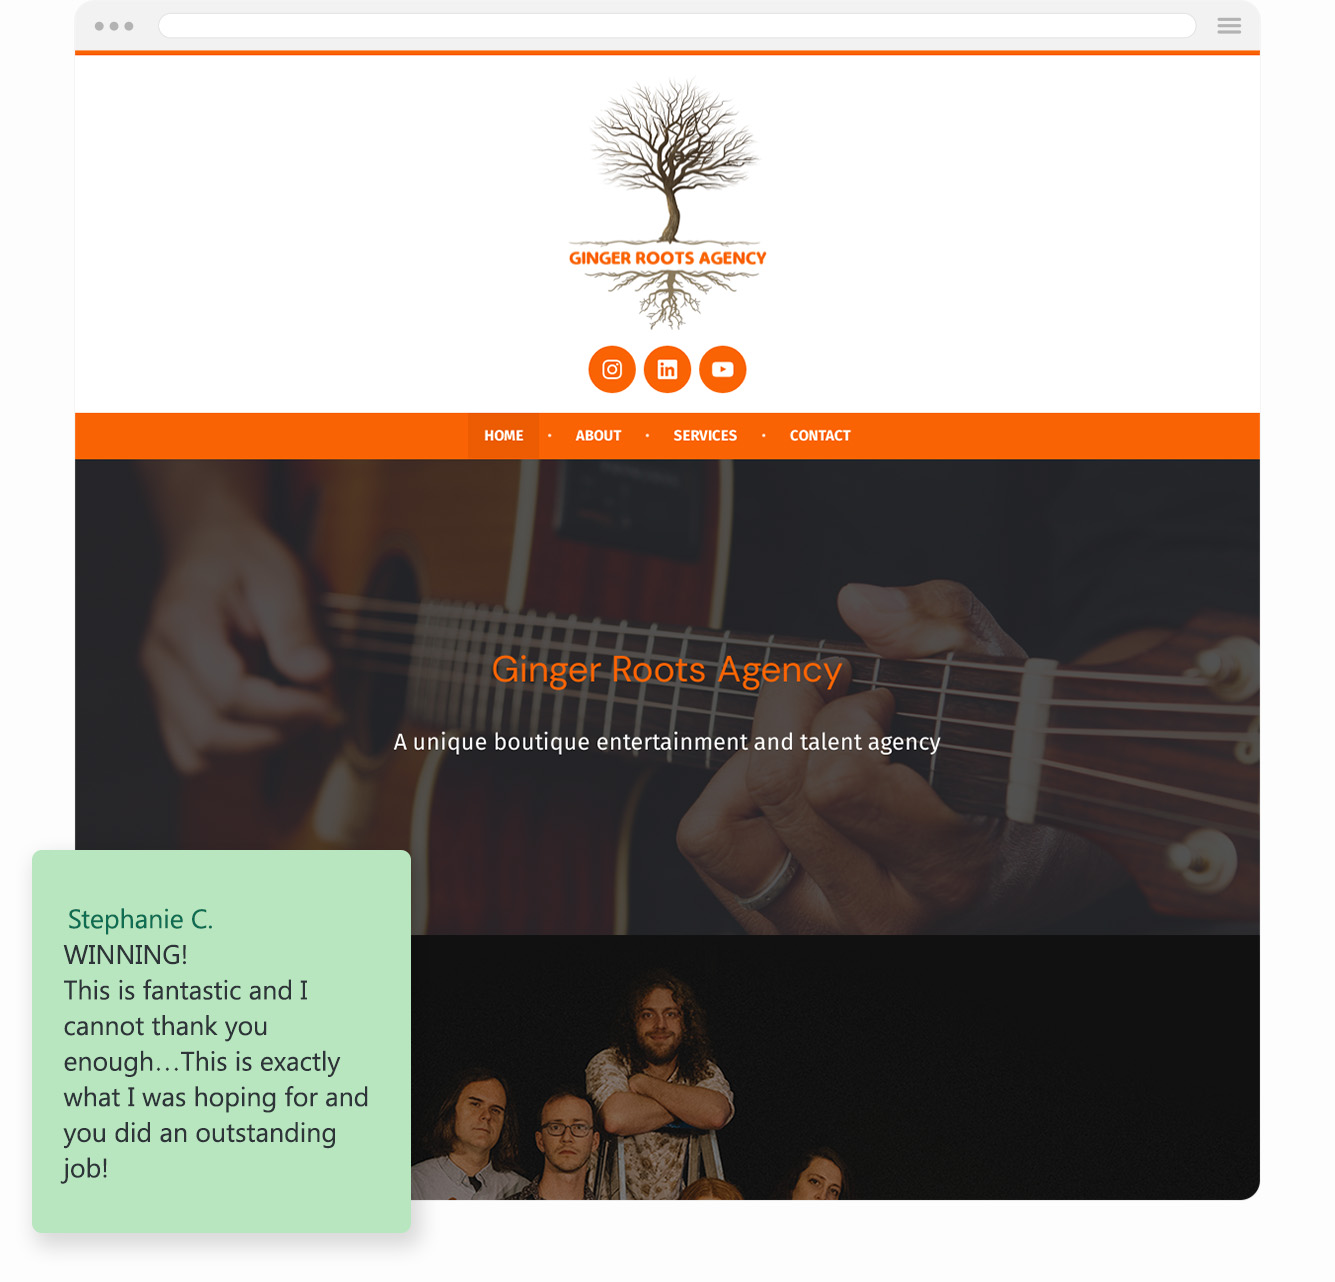 GINGER ROOTS AGENCY
HOME · ABOUT · SERVICES · CONTACT
Ginger Roots Agency
A unique boutique entertainment and talent agency
Stephanie C.
WINNING!
This is fantastic and I
cannot thank you
enough...This is exactly
what I was hoping for and
you did an outstanding
job!